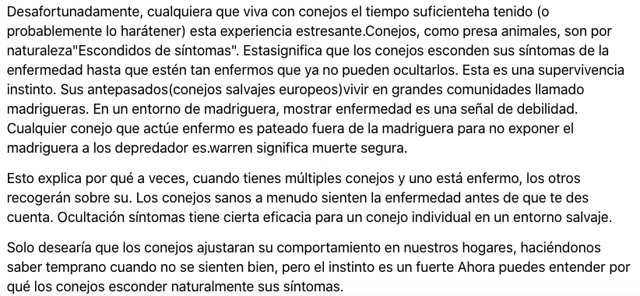 Desafortunadamente, cualquiera que viva con conejos el tiempo suficienteha tenido (o
probablemente lo harátener) esta experiencia estresante.Conejos, como presa animales, son por
naturaleza"Escondidos de síntomas". Estasignifica que los conejos esconden sus síntomas de la
enfermedad hasta que estén tan enfermos que ya no pueden ocultarlos. Esta es una supervivencia
instinto. Sus antepasados(conejos salvajes europeos)vivir en grandes comunidades llamado
madrigueras. En un entorno de madriguera, mostrar enfermedad es una señal de debilidad.
Cualquier conejo que actúe enfermo es pateado fuera de la madriguera para no exponer el
madriguera a los depredador es.warren significa muerte segura.
Esto explica por qué a veces, cuando tienes múltiples conejos y uno está enfermo, los otros
recogerán sobre su. Los conejos sanos a menudo sienten la enfermedad antes de que te des
cuenta. Ocultación síntomas tiene cierta eficacia para un conejo individual en un entorno salvaje.
Solo desearía que los conejos ajustaran su comportamiento en nuestros hogares, haciéndonos
saber temprano cuando no se sienten bien, pero el instinto es un fuerte Ahora puedes entender por
qué los conejos esconder naturalmente sus síntomas.